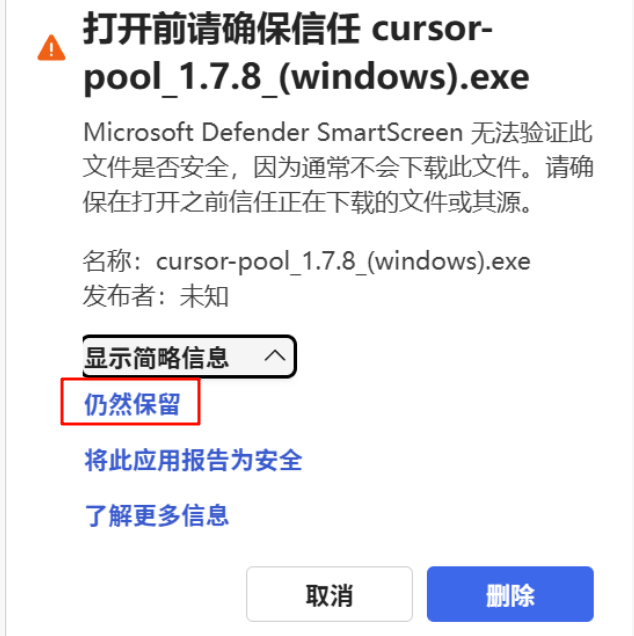 打开前请确保信任 cursor-
pool_1.7.8_(windows).exe
Microsoft Defender SmartScreen 无法验证此
文件是否安全，因为通常不会下载此文件。请确
保在打开之前信任正在下载的文件或其源。
名称：cursor-pool_1.7.8_(windows).exe
发布者：未知
显示简略信息
仍然保留
将此应用报告为安全
了解更多信息
取消
删除